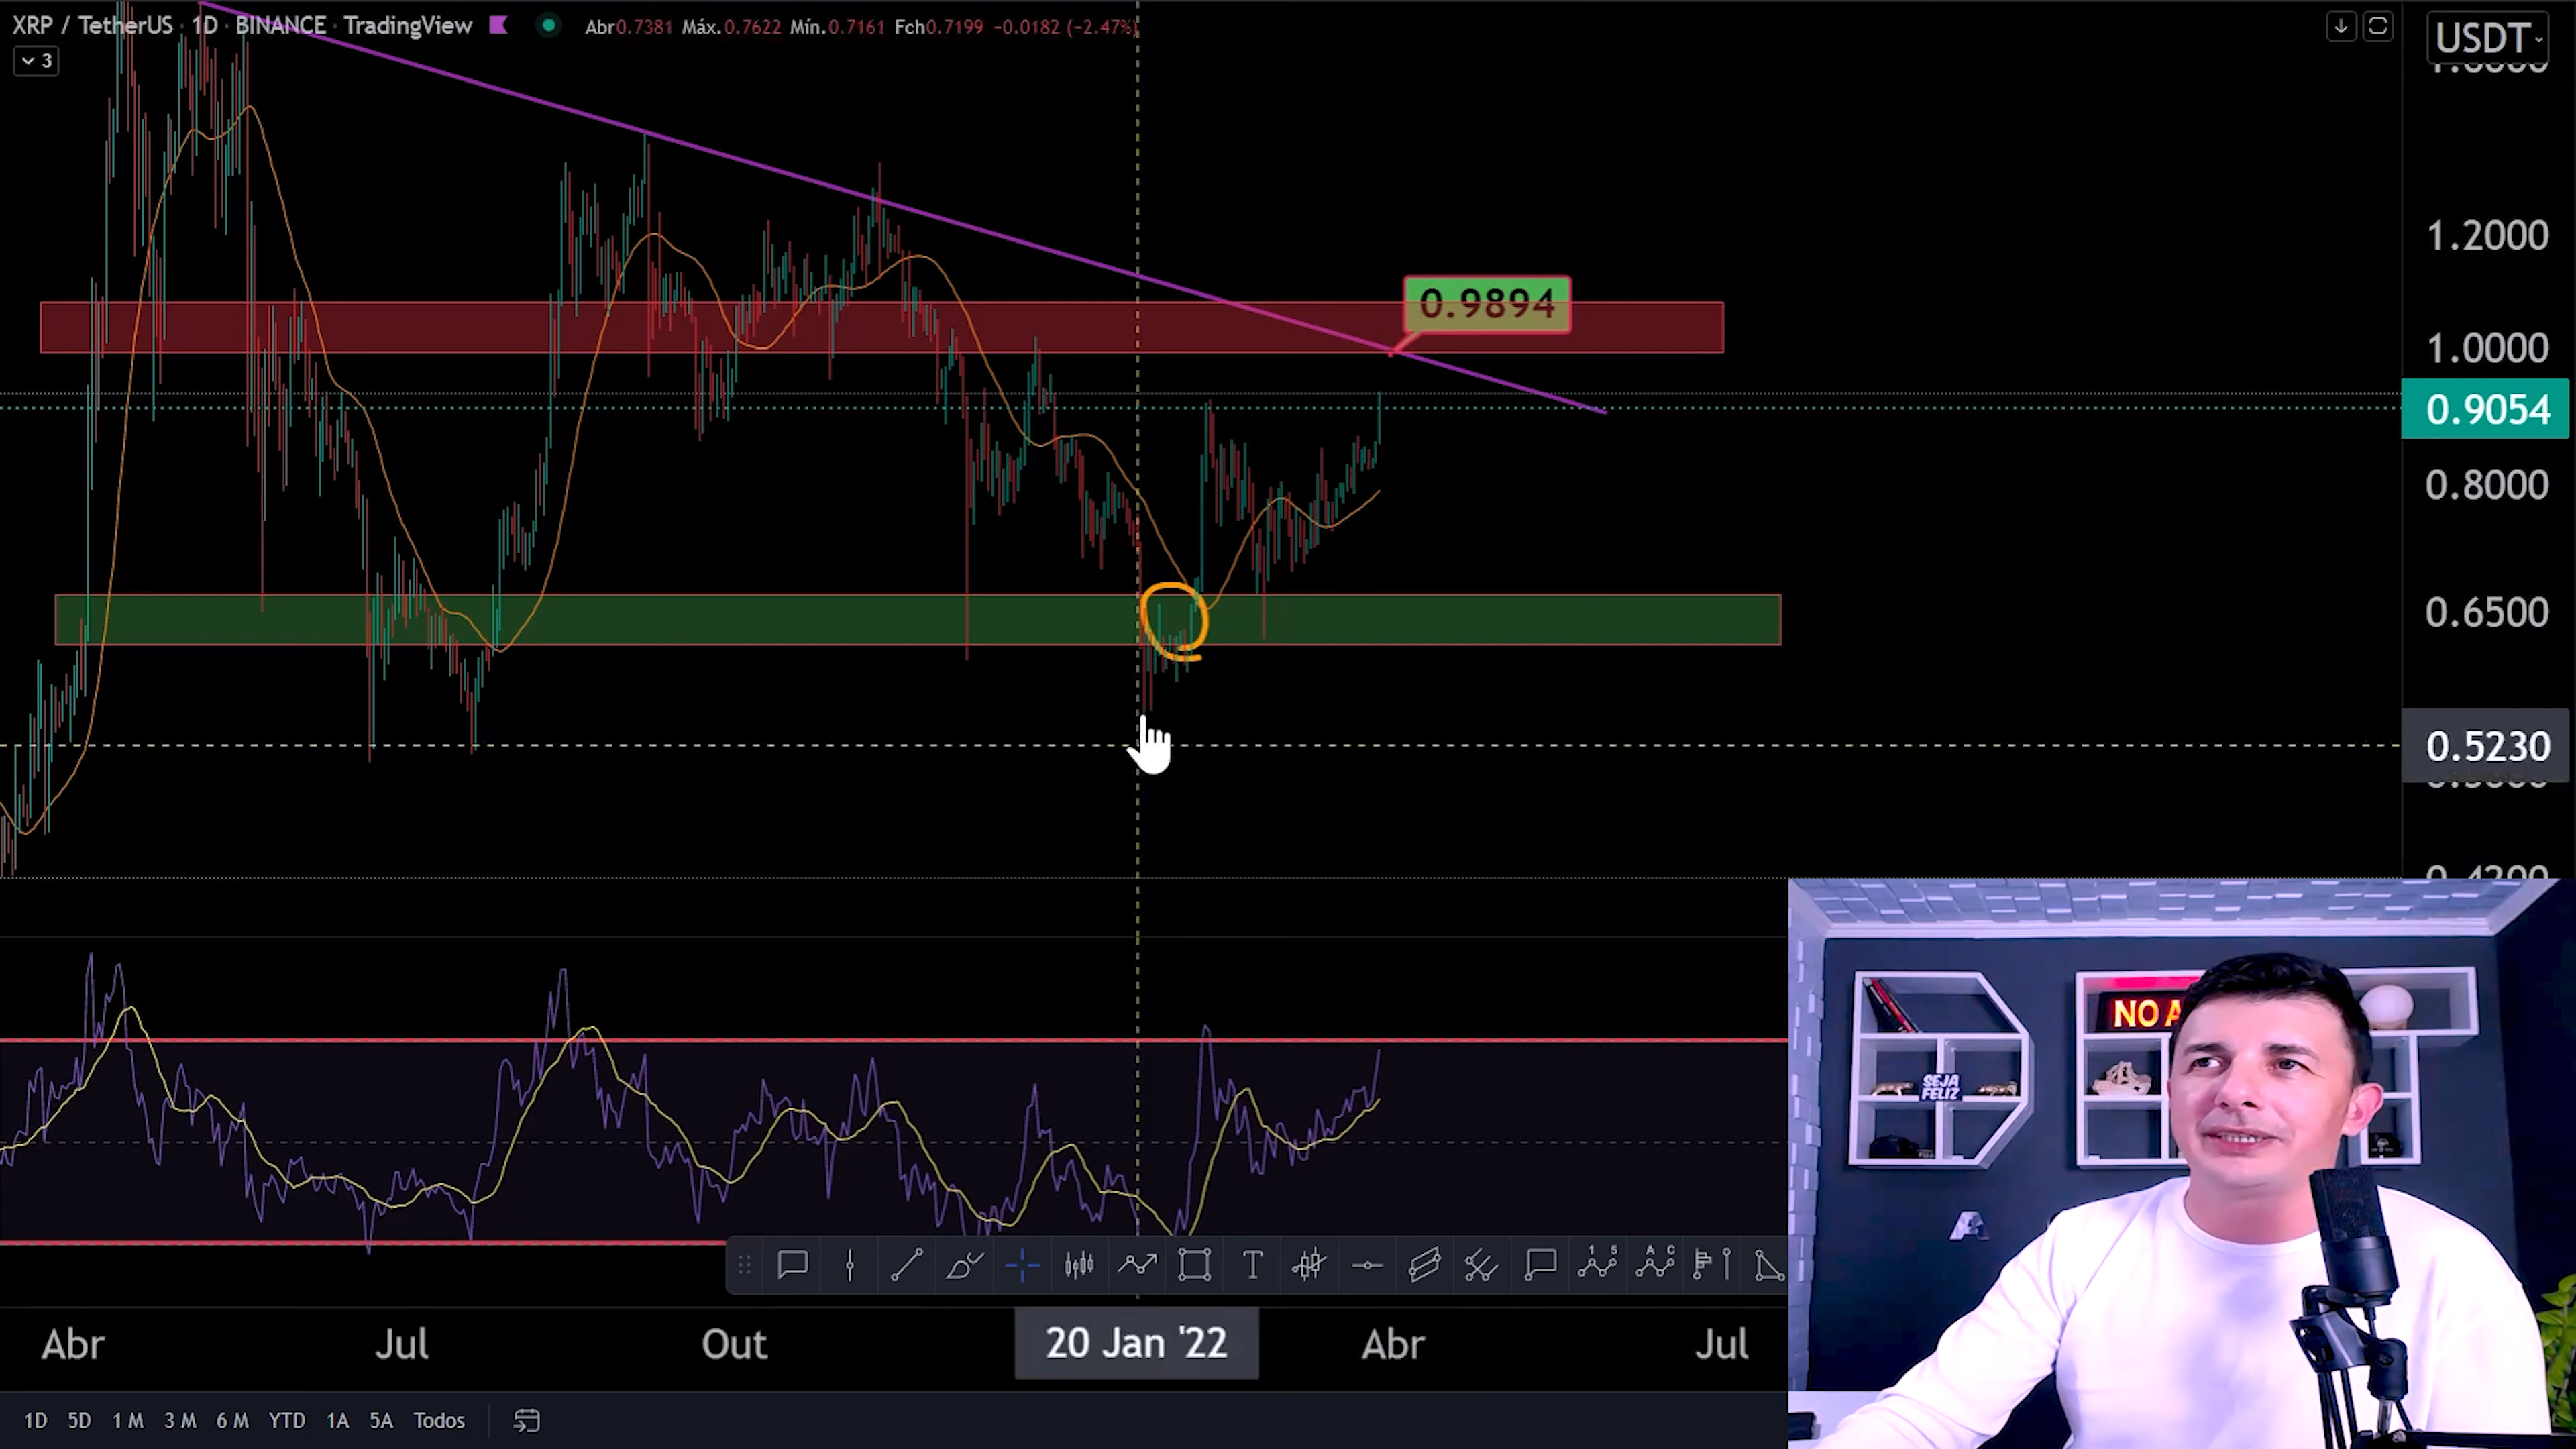 XRP / TetherUS · 1D · BINANCE · TradingView
Abr0.7381 Máx.0.7622 Mín.0.7161 Fch0.7199 −0.0182 (−2.47%)
3
USDT
1.2000
0.9894
1.0000
0.9054
0.8000
0.6500
0.5230
NO A
SEJA
FELIZ
1 5
A C
T
Abr
Jul
Out
20 Jan '22
Abr
Jul
1D 5D 1M 3M 6M YTD 1A 5A Todos